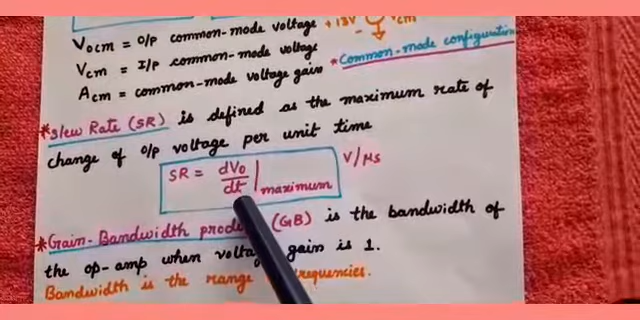 Vocm = O/P common-mode voltage +15V
Vcm = I/P common-mode voltage - Vcm
Acm = common-mode voltage gain *Common-mode configuration
*Slew Rate (SR) is defined as the maximum rate of
change of o/p voltage per unit time
SR = dVo/dt | maximum V/μs
*Gain-Bandwidth (GB) is the bandwidth of
the op-amp when gain is 1.
Bandwidth is the range